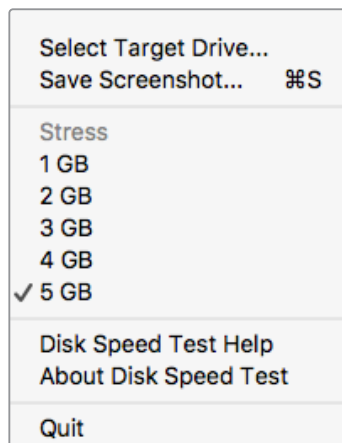 Select Target Drive...
Save Screenshot... ⌘S
Stress
1 GB
2 GB
3 GB
4 GB
✓ 5 GB
Disk Speed Test Help
About Disk Speed Test
Quit